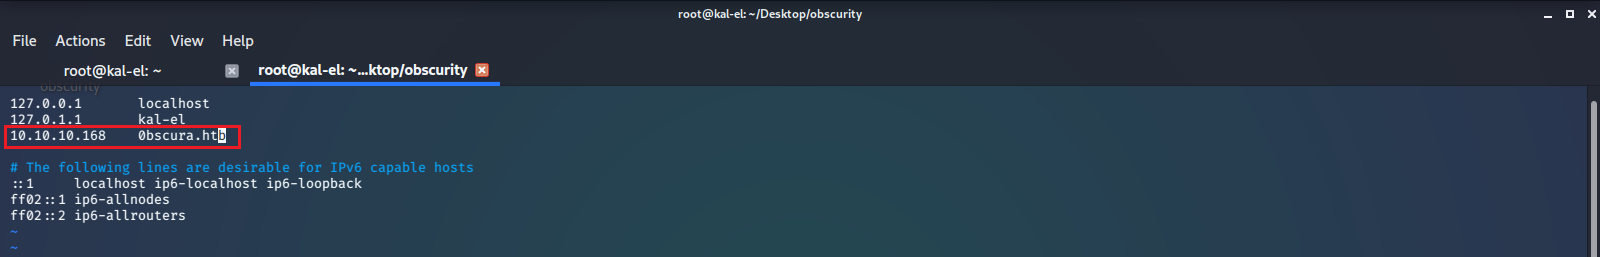 root@kal-el: ~/Desktop/obscurity
File Actions Edit View Help
root@kal-el: ~ root@kal-el: ~...ktop/obscurity
obscurity
127.0.0.1 localhost
127.0.1.1 kal-el
10.10.10.168 0bscura.htb
# The following lines are desirable for IPv6 capable hosts
::1 localhost ip6-localhost ip6-loopback
ff02::1 ip6-allnodes
ff02::2 ip6-allrouters
~
~